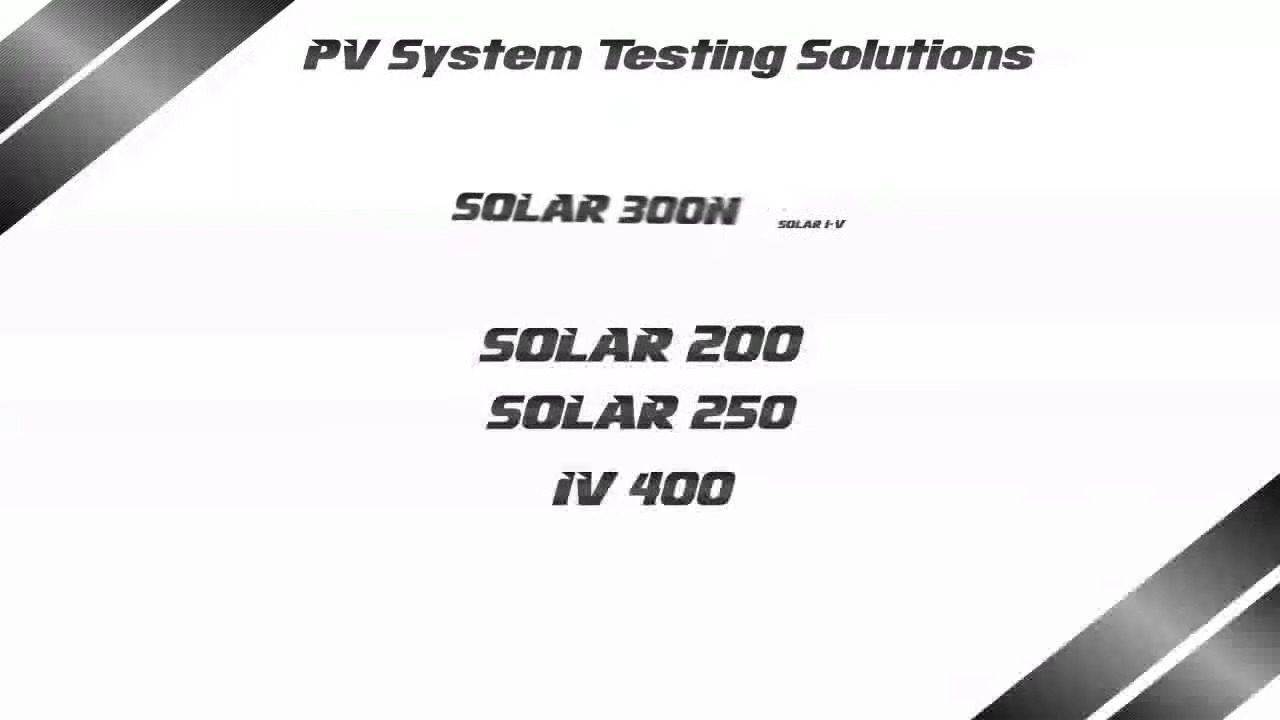 PV System Testing Solutions
SOLAR 300N
SOLAR I-V
SOLAR 200
SOLAR 250
IV 400